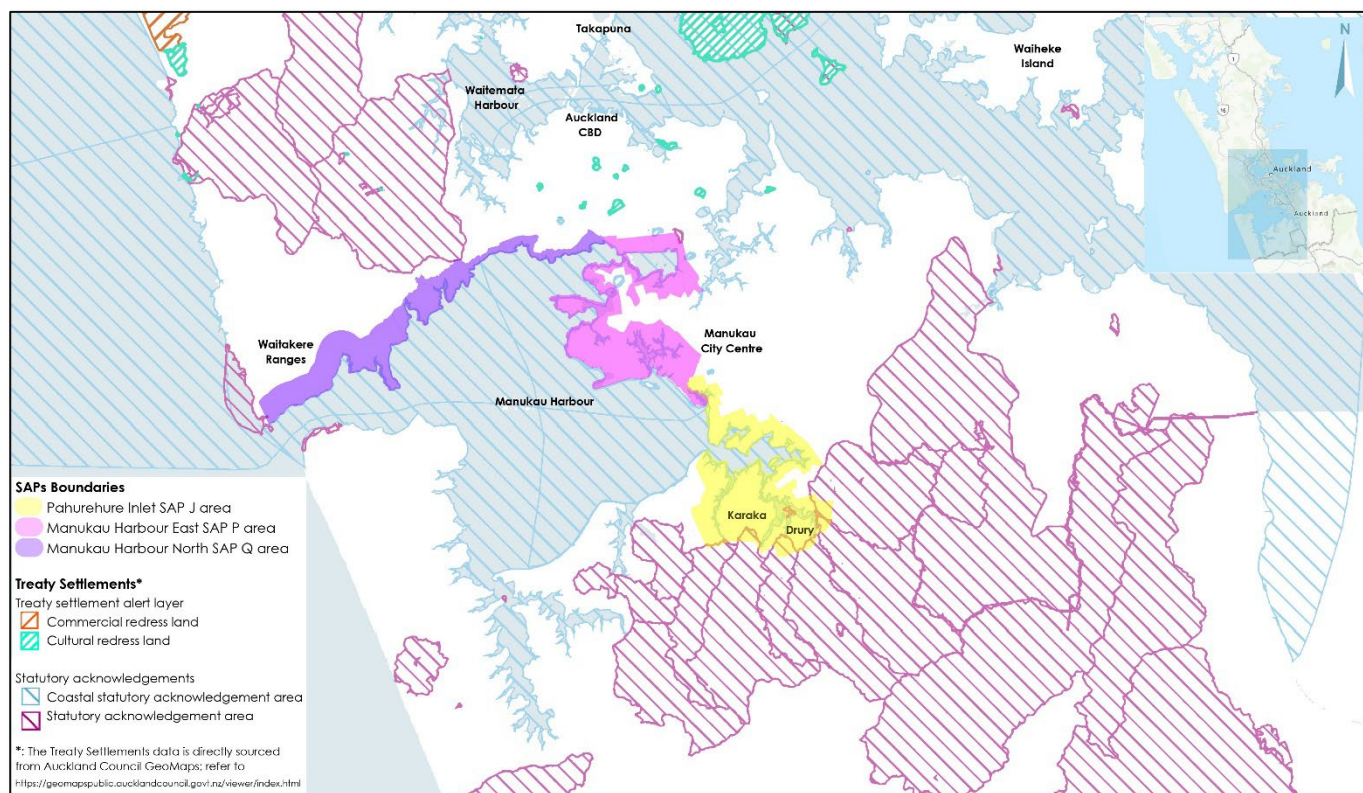 Takapuna
Waiheke
Island
Waitemata
Harbour
Auckland
CBD
N
1
16
Auckland
Auckland
Waitakere
Ranges
Manukau
City Centre
Manukau Harbour
Karaka
Drury
SAPs Boundaries
Pahurehure Inlet SAP J area
Manukau Harbour East SAP P area
Manukau Harbour North SAP Q area
Treaty Settlements*
Treaty settlement alert layer
Commercial redress land
Cultural redress land
Statutory acknowledgements
Coastal statutory acknowledgement area
Statutory acknowledgement area
*: The Treaty Settlements data is directly sourced
from Auckland Council GeoMaps; refer to
https://geomapspublic.aucklandcouncil.govt.nz/viewer/index.html